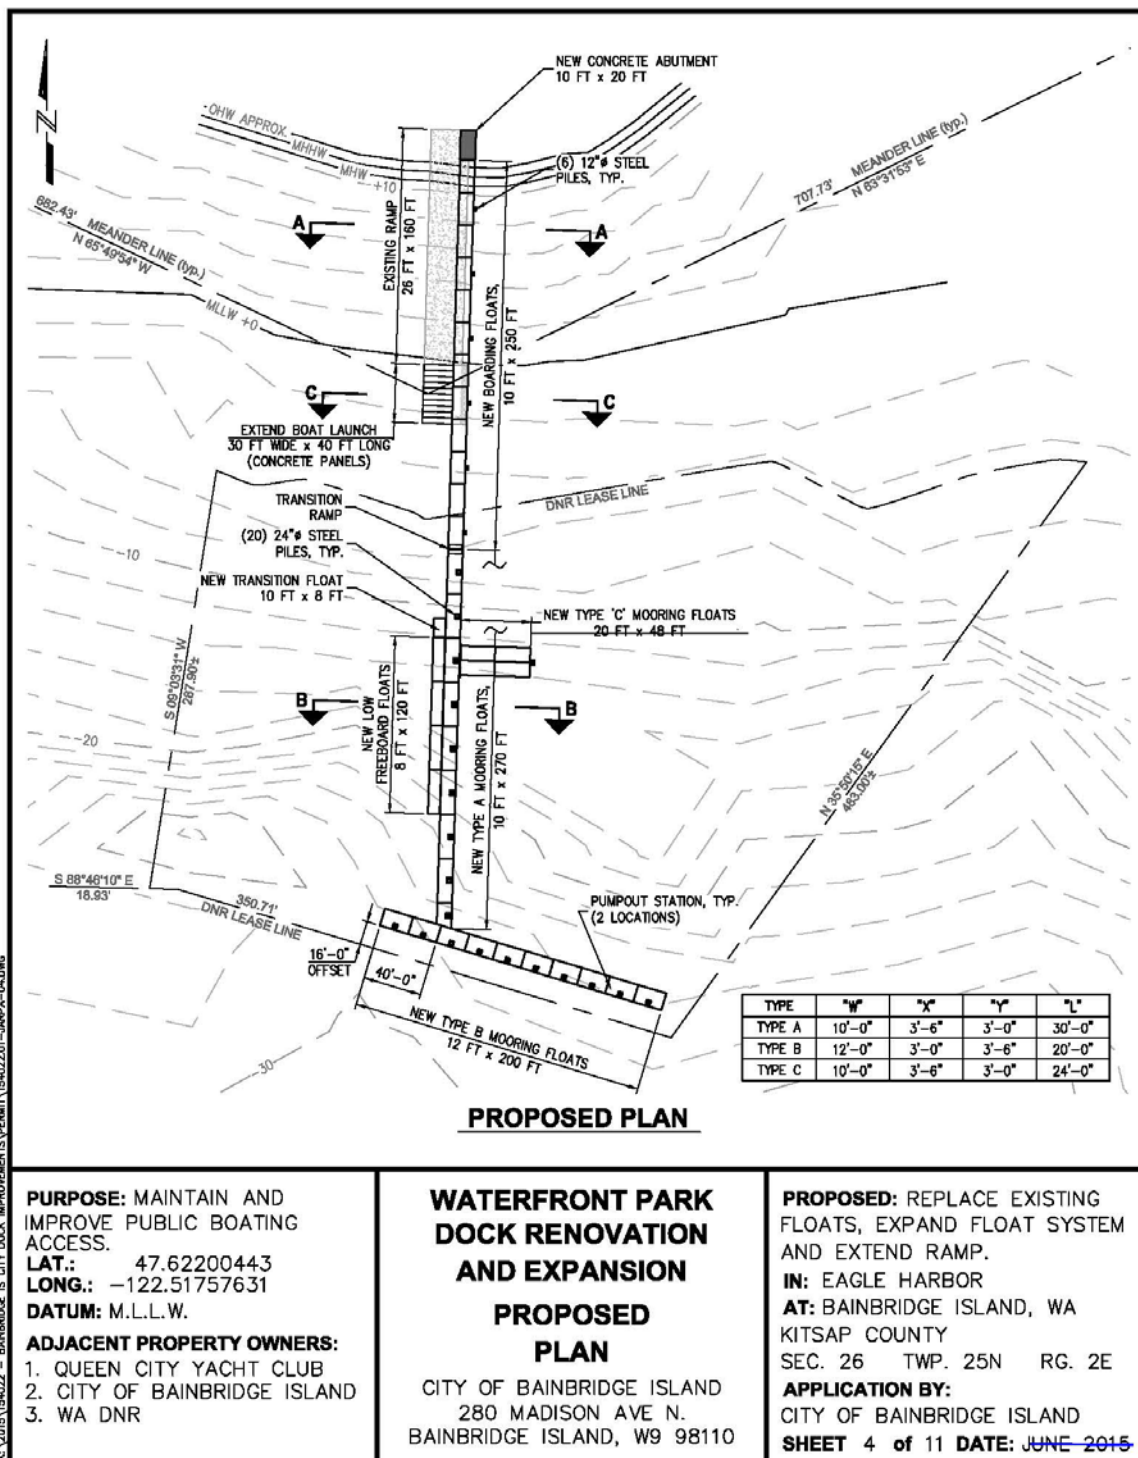 NEW CONCRETE ABUTMENT
10 FT x 20 FT
N
OHW APPROX.
MHHW
MHW +10
(6) 12"ø STEEL
PILES, TYP.
MEANDER LINE (typ.)
707.73'
N 63°31'53" E
682.43'
MEANDER LINE (typ.)
N 65°49'54" W
A
A
EXISTING RAMP
26 FT x 160 FT
MLLW +0
NEW BOARDING FLOATS,
10 FT x 250 FT
C
C
EXTEND BOAT LAUNCH
30 FT WIDE x 40 FT LONG
(CONCRETE PANELS)
TRANSITION
RAMP
DNR LEASE LINE
(20) 24"ø STEEL
PILES, TYP.
-10
NEW TRANSITION FLOAT
10 FT x 8 FT
NEW TYPE 'C' MOORING FLOATS
20 FT x 48 FT
S 09°03'31" W
287.90'±
NEW LOW
FREEBOARD FLOATS
8 FT x 120 FT
B
B
-20
NEW TYPE A MOORING FLOATS,
10 FT x 270 FT
N 35°50'15" E
483.00'±
S 88°46'10" E
18.93'
350.71'
DNR LEASE LINE
PUMPOUT STATION, TYP.
(2 LOCATIONS)
16'-0"
OFFSET
40'-0"
NEW TYPE B MOORING FLOATS
12 FT x 200 FT
-30
TYPE "W" "X" "Y" "L"
TYPE A 10'-0" 3'-6" 3'-0" 30'-0"
TYPE B 12'-0" 3'-0" 3'-6" 20'-0"
TYPE C 10'-0" 3'-6" 3'-0" 24'-0"
PROPOSED PLAN
PURPOSE: MAINTAIN AND
IMPROVE PUBLIC BOATING
ACCESS.
LAT.: 47.62200443
LONG.: -122.51757631
DATUM: M.L.L.W.
ADJACENT PROPERTY OWNERS:
1. QUEEN CITY YACHT CLUB
2. CITY OF BAINBRIDGE ISLAND
3. WA DNR
WATERFRONT PARK
DOCK RENOVATION
AND EXPANSION
PROPOSED
PLAN
CITY OF BAINBRIDGE ISLAND
280 MADISON AVE N.
BAINBRIDGE ISLAND, W9 98110
PROPOSED: REPLACE EXISTING
FLOATS, EXPAND FLOAT SYSTEM
AND EXTEND RAMP.
IN: EAGLE HARBOR
AT: BAINBRIDGE ISLAND, WA
KITSAP COUNTY
SEC. 26 TWP. 25N RG. 2E
APPLICATION BY:
CITY OF BAINBRIDGE ISLAND
SHEET 4 of 11 DATE: JUNE 2015